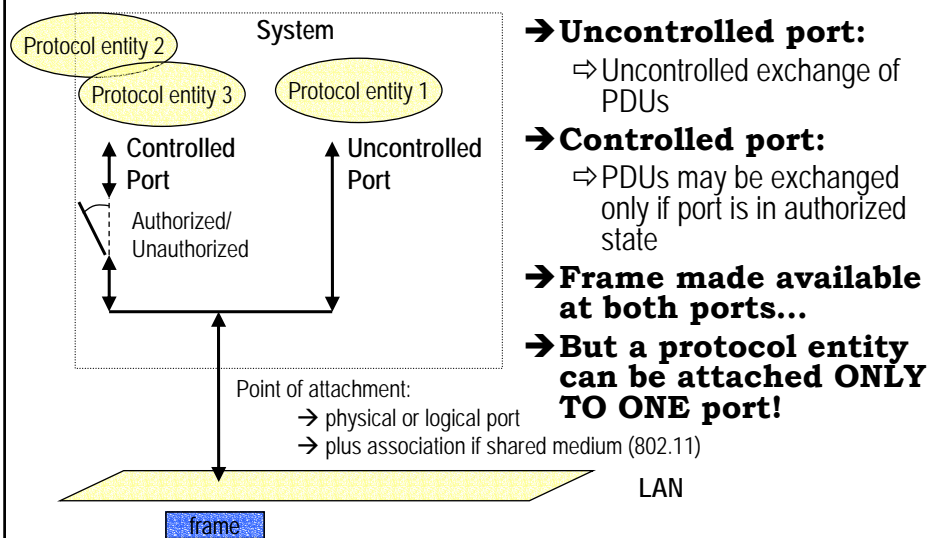 System
Protocol entity 2
Protocol entity 3
Protocol entity 1
Controlled
Port
Uncontrolled
Port
Authorized/
Unauthorized
Point of attachment:
→ physical or logical port
→ plus association if shared medium (802.11)
LAN
frame
➔Uncontrolled port:
⇨Uncontrolled exchange of
PDUs
➔Controlled port:
⇨PDUs may be exchanged
only if port is in authorized
state
➔Frame made available
at both ports…
➔But a protocol entity
can be attached ONLY
TO ONE port!